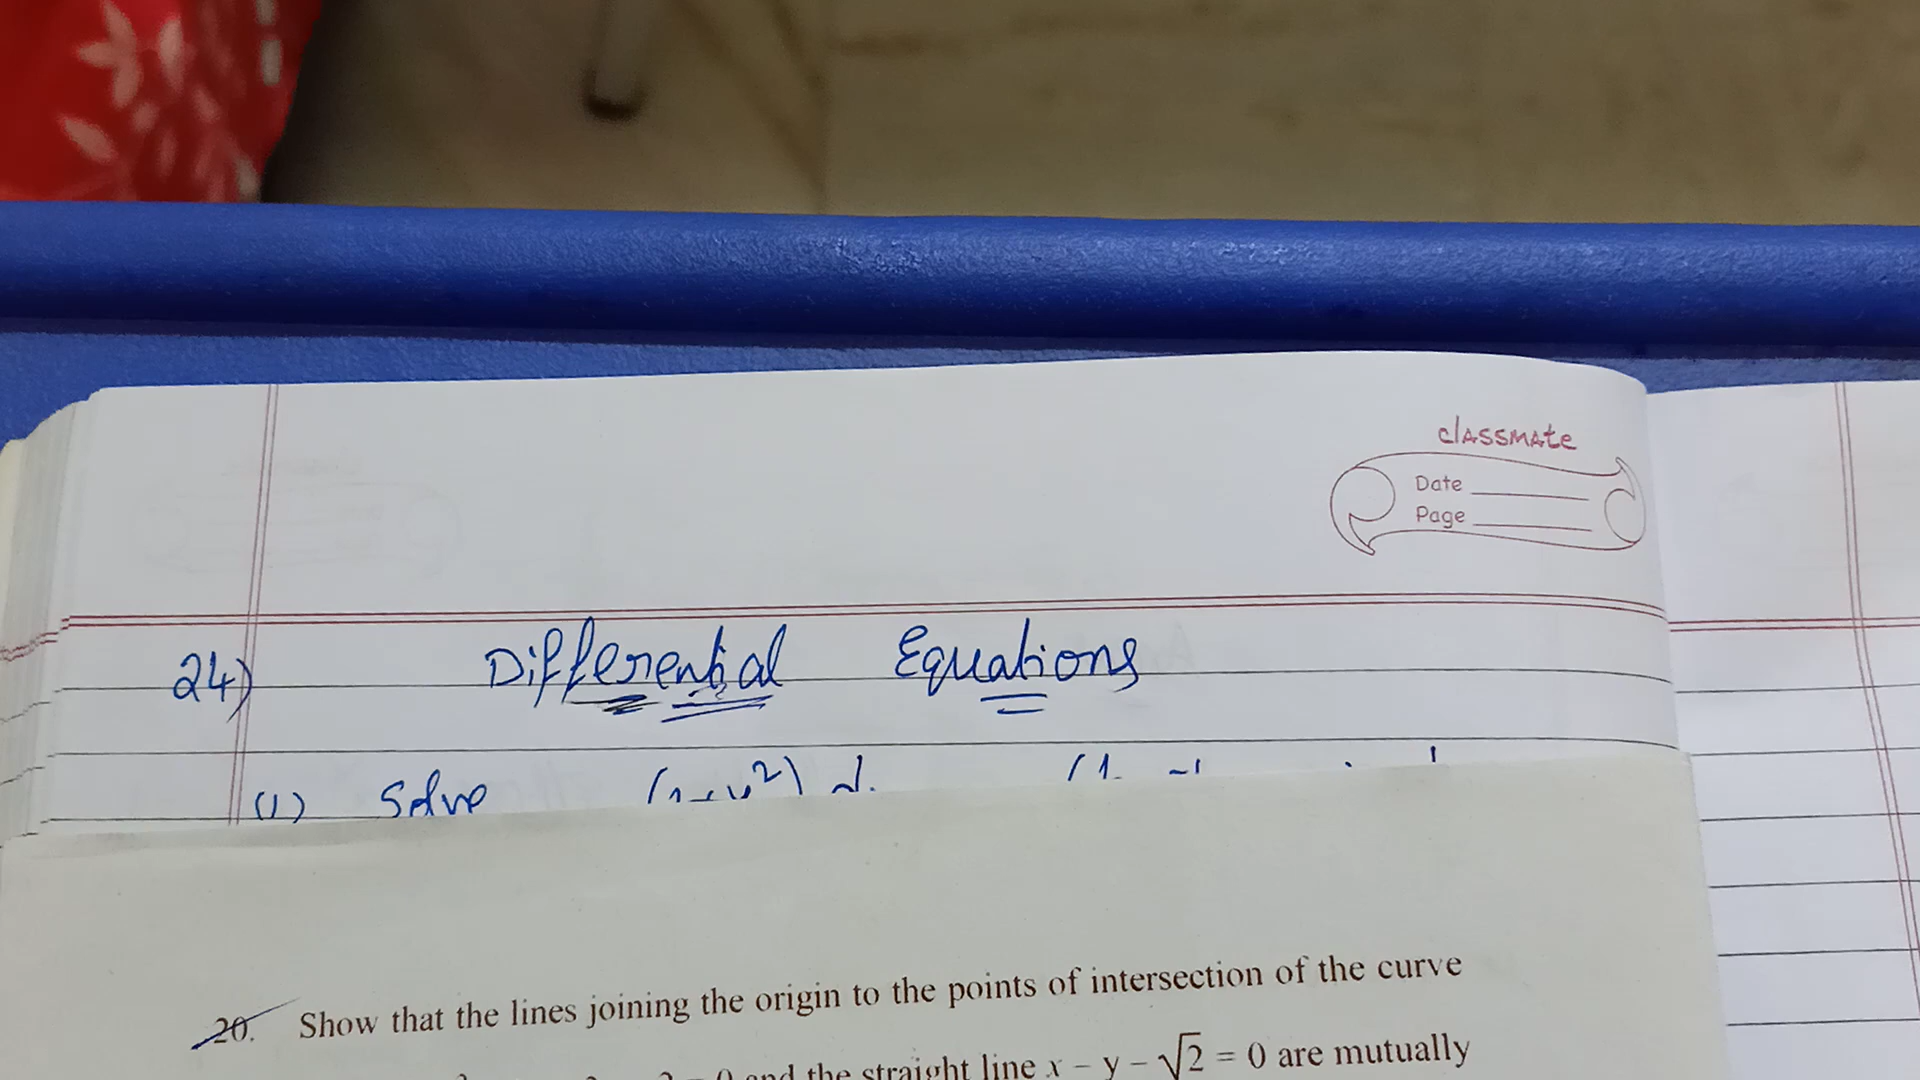 classmate
Date
Page
24) Differential Equations
(1) Solve
20. Show that the lines joining the origin to the points of intersection of the curve
and the straight line x – y – √2 = 0 are mutually